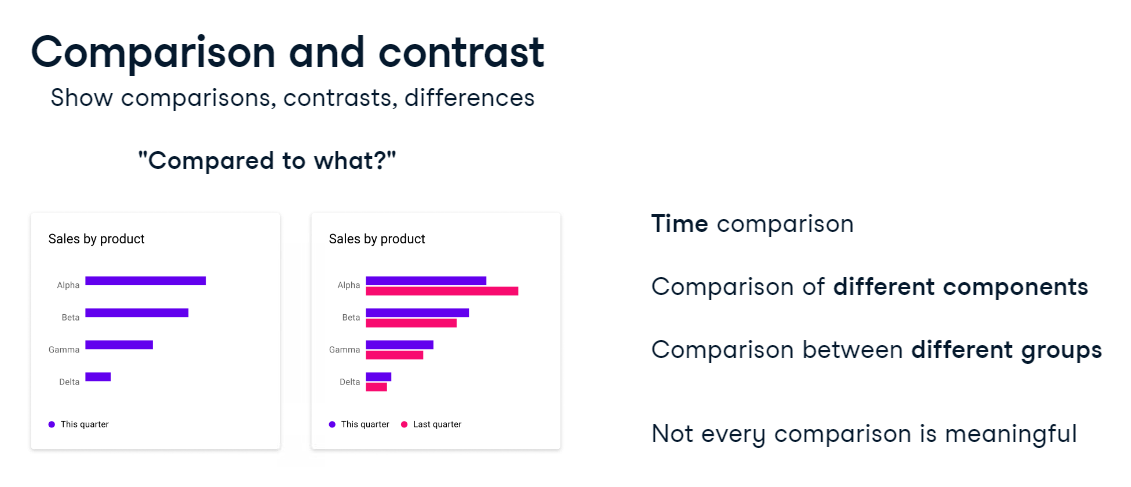 Comparison and contrast
Show comparisons, contrasts, differences
"Compared to what?"
Sales by product
Alpha
Beta
Gamma
Delta
This quarter
Sales by product
Alpha
Beta
Gamma
Delta
This quarter Last quarter
Time comparison
Comparison of different components
Comparison between different groups
Not every comparison is meaningful